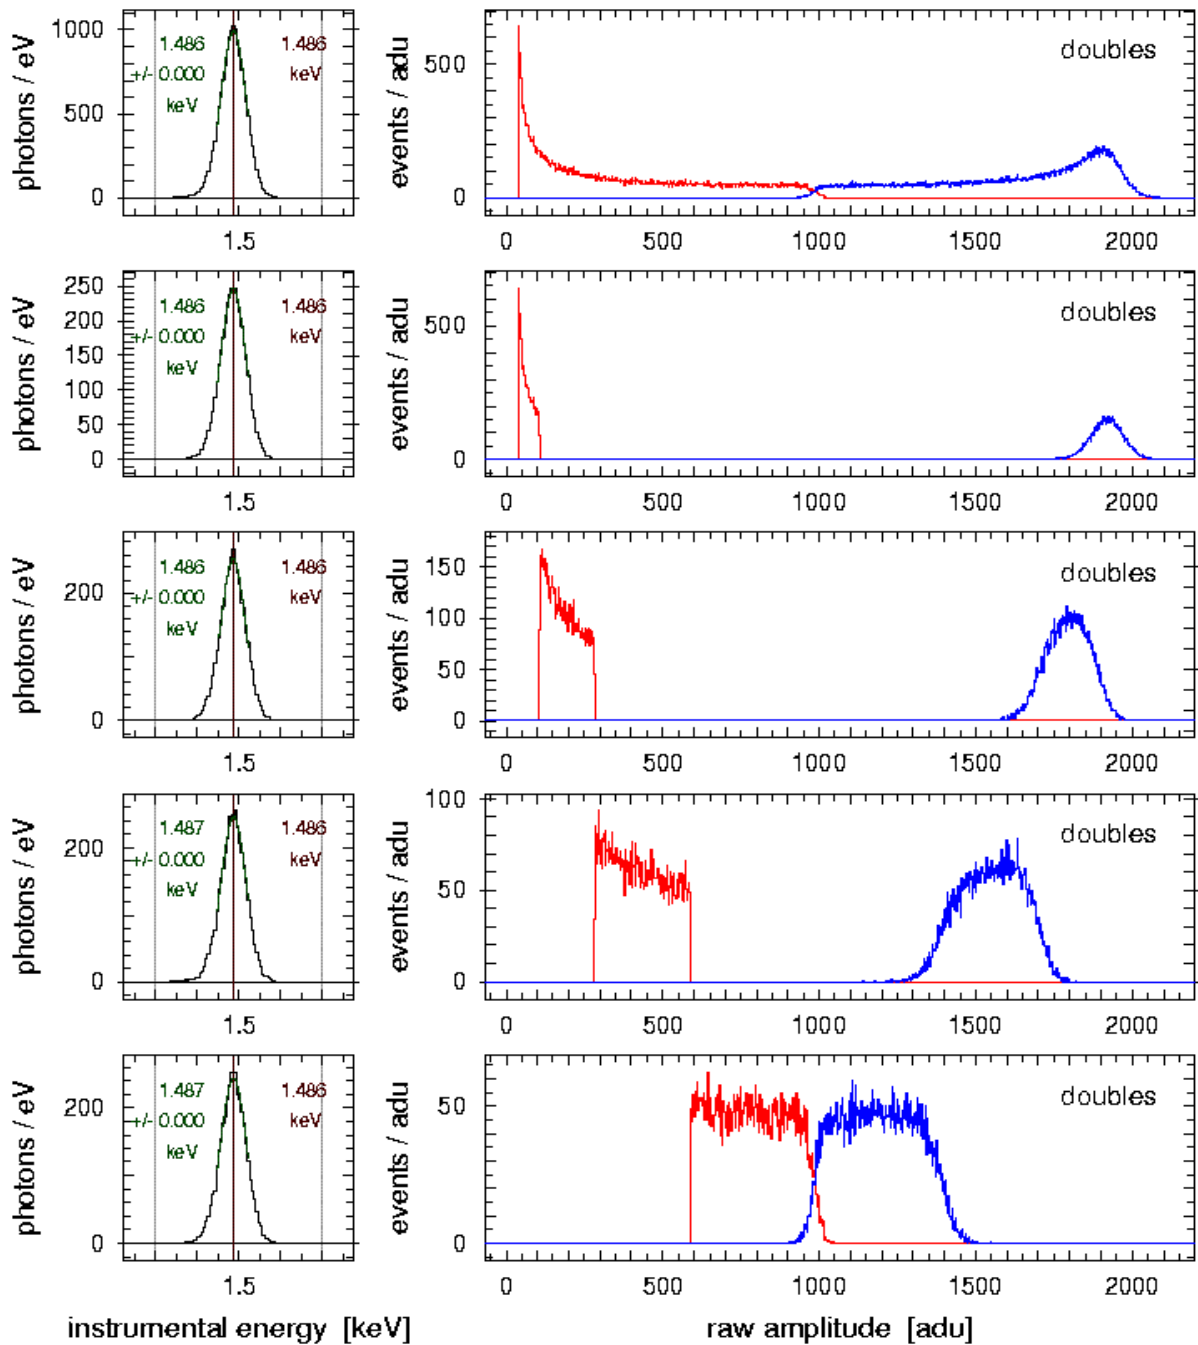 photons / eV
1000
500
0
1.486
+/- 0.000
keV
1.486
keV
1.5
events / adu
500
0
doubles
0 500 1000 1500 2000
photons / eV
250
200
150
100
50
0
1.486
+/- 0.000
keV
1.486
keV
1.5
events / adu
500
0
doubles
0 500 1000 1500 2000
photons / eV
200
0
1.486
+/- 0.000
keV
1.486
keV
1.5
events / adu
150
100
50
0
doubles
0 500 1000 1500 2000
photons / eV
200
0
1.487
+/- 0.000
keV
1.486
keV
1.5
events / adu
100
50
0
doubles
0 500 1000 1500 2000
photons / eV
200
0
1.487
+/- 0.000
keV
1.486
keV
1.5
events / adu
50
0
doubles
0 500 1000 1500 2000
instrumental energy [keV]
raw amplitude [adu]